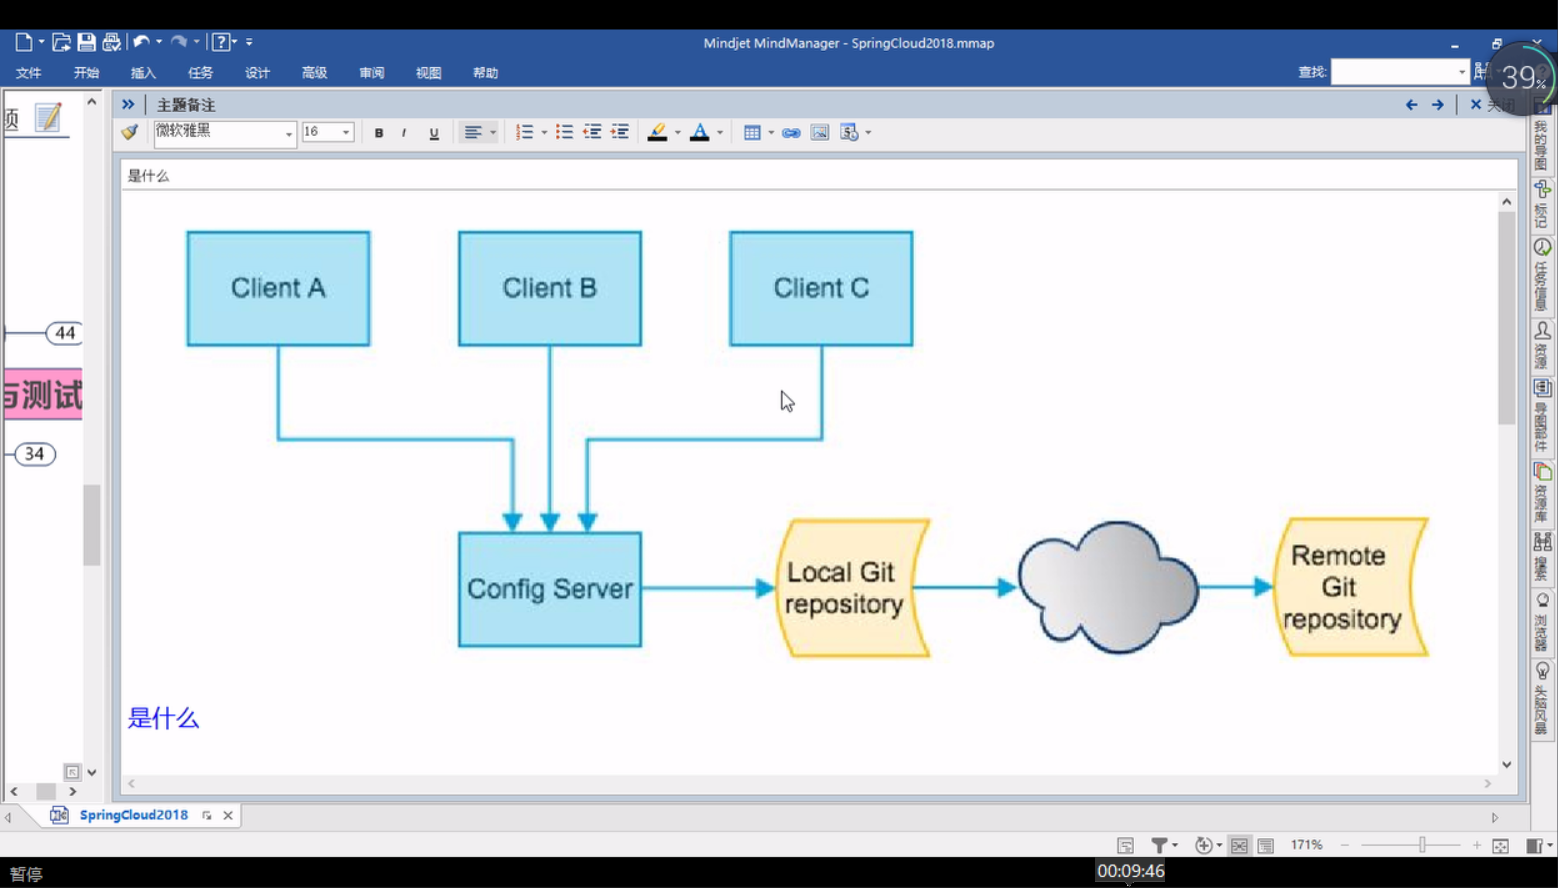 Mindjet MindManager - SpringCloud2018.mmap
文件 开始 插入 任务 设计 高级 审阅 视图 帮助 查找:
39%
主题备注
关闭
微软雅黑 16 B I U
是什么
Client A Client B Client C
44
与测试
34
Config Server
Local Git
repository
Remote
Git
repository
是什么
我的导图
标记
任务信息
资源
导图部件
资源库
搜索
浏览器
头脑风暴
SpringCloud2018
171%
00:09:46
暂停